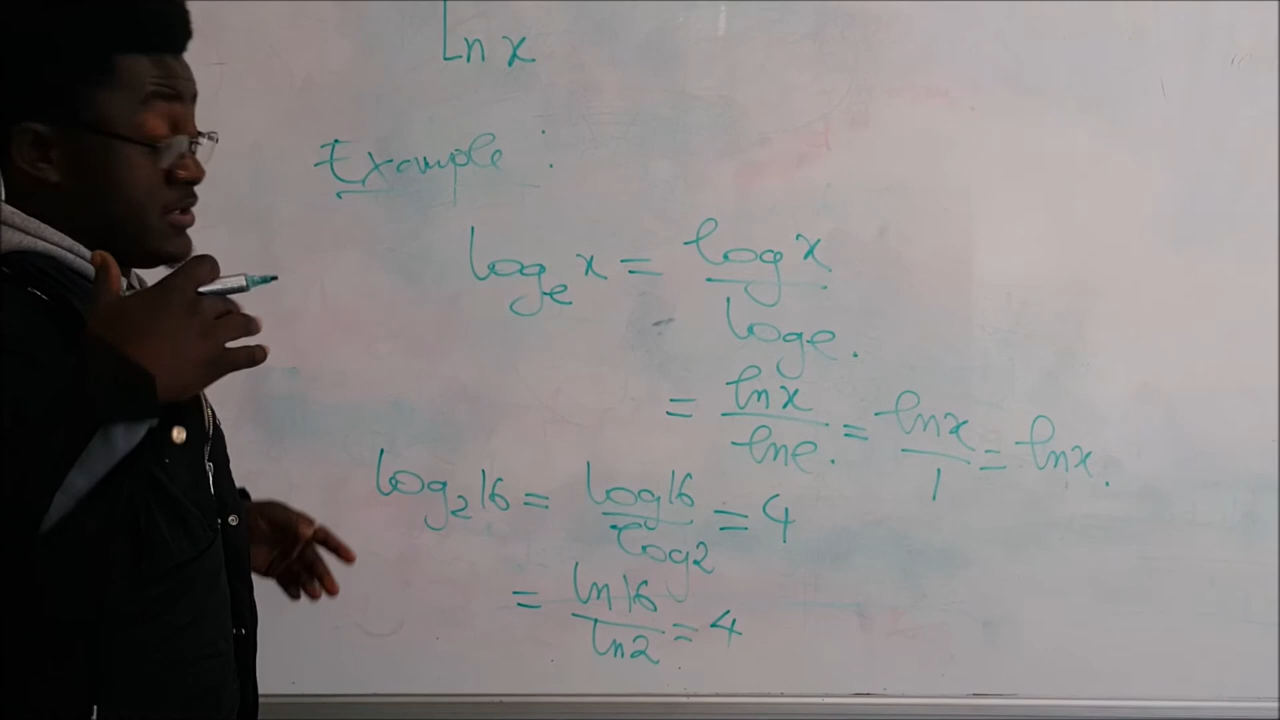 Ln x
Example :
log_e x = log x / log e.
= ln x / ln e. = ln x / 1 = ln x.
log_2 16 = log 16 / log 2 = 4
= ln 16 / ln 2 = 4